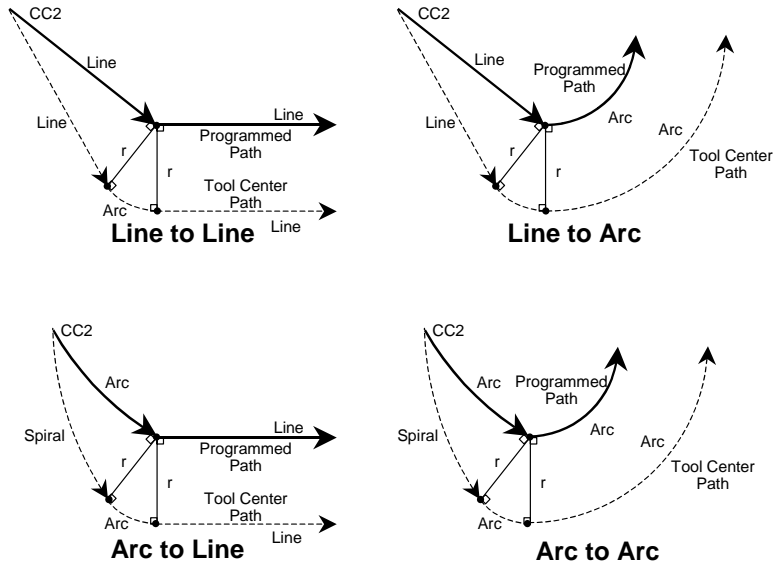 CC2
Line
Line
Line
r
r
Programmed
Path
Tool Center
Path
Arc
Line
Line to Line
CC2
Line
Programmed
Path
Line
Arc
Arc
r
r
Tool Center
Path
Arc
Line to Arc
CC2
Arc
Spiral
Line
Programmed
Path
r
r
Tool Center
Path
Arc
Line
Arc to Line
CC2
Arc
Programmed
Path
Spiral
Arc
Arc
r
r
Tool Center
Path
Arc
Arc to Arc